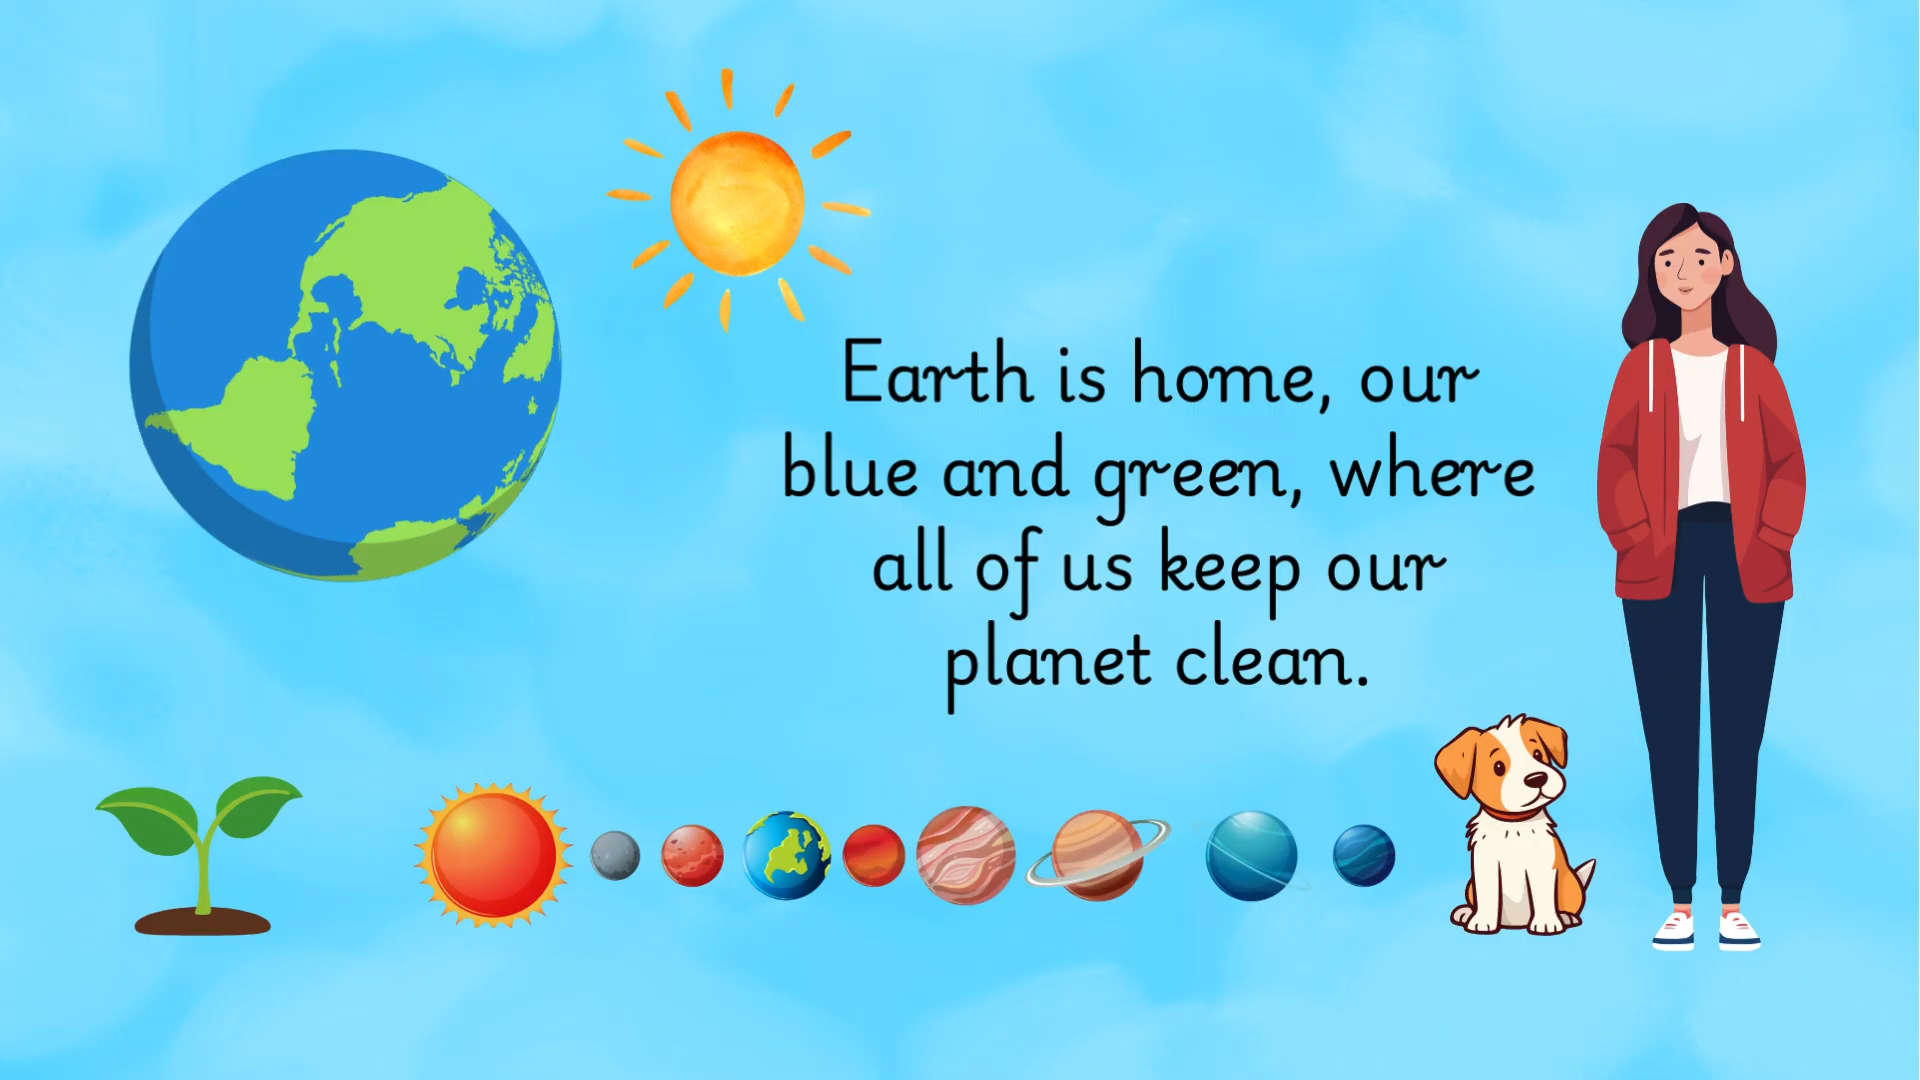 Earth is home, our
blue and green, where
all of us keep our
planet clean.